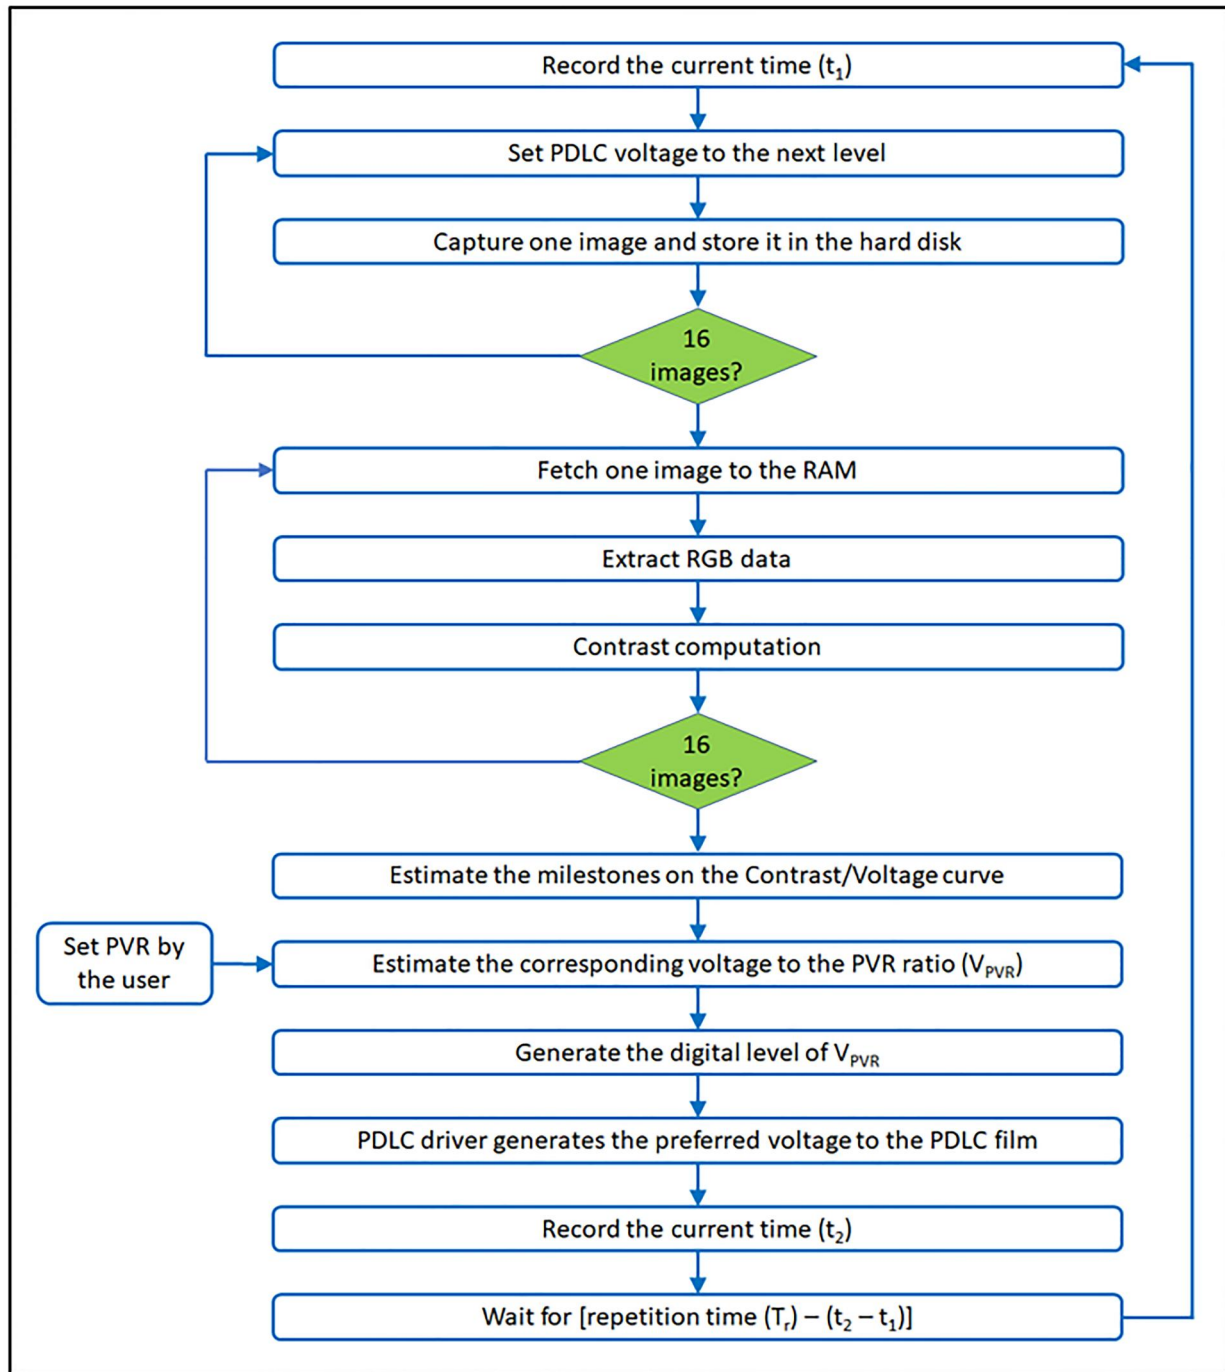 Record the current time (t₁)
Set PDLC voltage to the next level
Capture one image and store it in the hard disk
16
images?
Fetch one image to the RAM
Extract RGB data
Contrast computation
16
images?
Estimate the milestones on the Contrast/Voltage curve
Set PVR by
the user
Estimate the corresponding voltage to the PVR ratio (V_PVR)
Generate the digital level of V_PVR
PDLC driver generates the preferred voltage to the PDLC film
Record the current time (t₂)
Wait for [repetition time (Tᵣ) – (t₂ – t₁)]